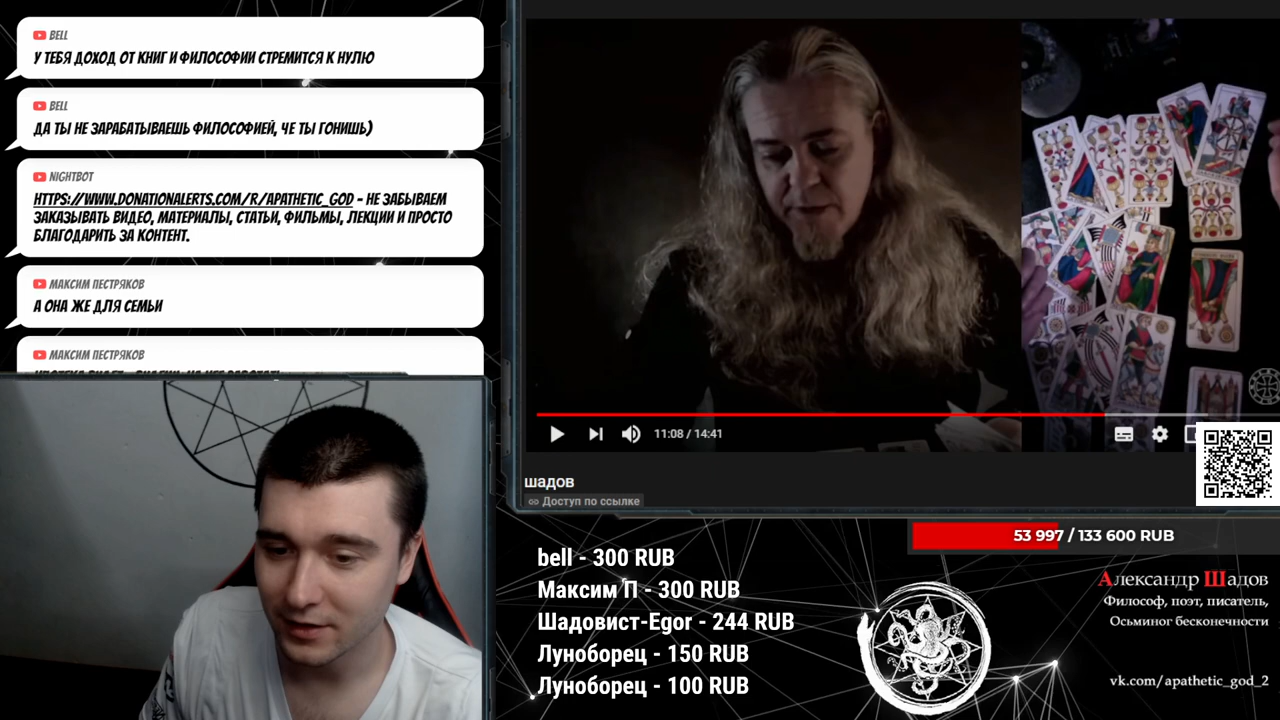 BELL
У ТЕБЯ ДОХОД ОТ КНИГ И ФИЛОСОФИИ СТРЕМИТСЯ К НУЛЮ
BELL
ДА ТЫ НЕ ЗАРАБАТЫВАЕШЬ ФИЛОСОФИЕЙ, ЧЕ ТЫ ГОНИШЬ)
NIGHTBOT
HTTPS://WWW.DONATIONALERTS.COM/R/APATHETIC_GOD - НЕ ЗАБЫВАЕМ
ЗАКАЗЫВАТЬ ВИДЕО, МАТЕРИАЛЫ, СТАТЬИ, ФИЛЬМЫ, ЛЕКЦИИ И ПРОСТО
БЛАГОДАРИТЬ ЗА КОНТЕНТ.
МАКСИМ ПЕСТРЯКОВ
А ОНА ЖЕ ДЛЯ СЕМЬИ
МАКСИМ ПЕСТРЯКОВ
11:08 / 14:41
шадов
Доступ по ссылке
53 997 / 133 600 RUB
bell - 300 RUB
Максим П - 300 RUB
Шадовист-Egor - 244 RUB
Луноборец - 150 RUB
Луноборец - 100 RUB
Александр Шадов
Философ, поэт, писатель,
Осьминог бесконечности
vk.com/apathetic_god_2